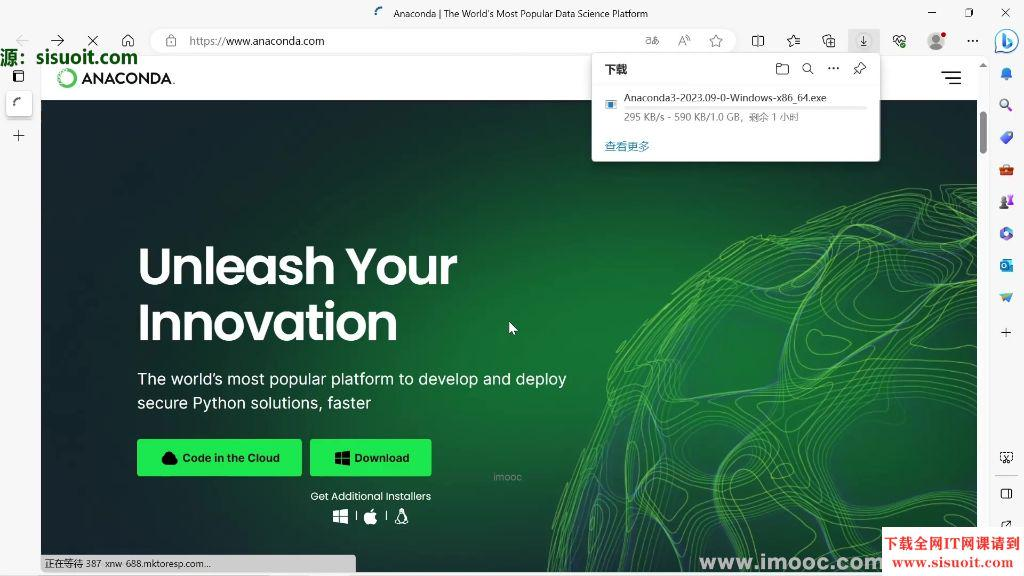 Anaconda | The World's Most Popular Data Science Platform
https://www.anaconda.com
源: sisuoit.com
ANACONDA.
下载
Anaconda3-2023.09-0-Windows-x86_64.exe
295 KB/s - 590 KB/1.0 GB，剩余 1 小时
查看更多
Unleash Your
Innovation
The world's most popular platform to develop and deploy
secure Python solutions, faster
Code in the Cloud
Download
imooc
Get Additional Installers
正在等待 387-xnw-688.mktoresp.com...
www.imooc.com
下载全网IT网课请到
www.sisuoit.com